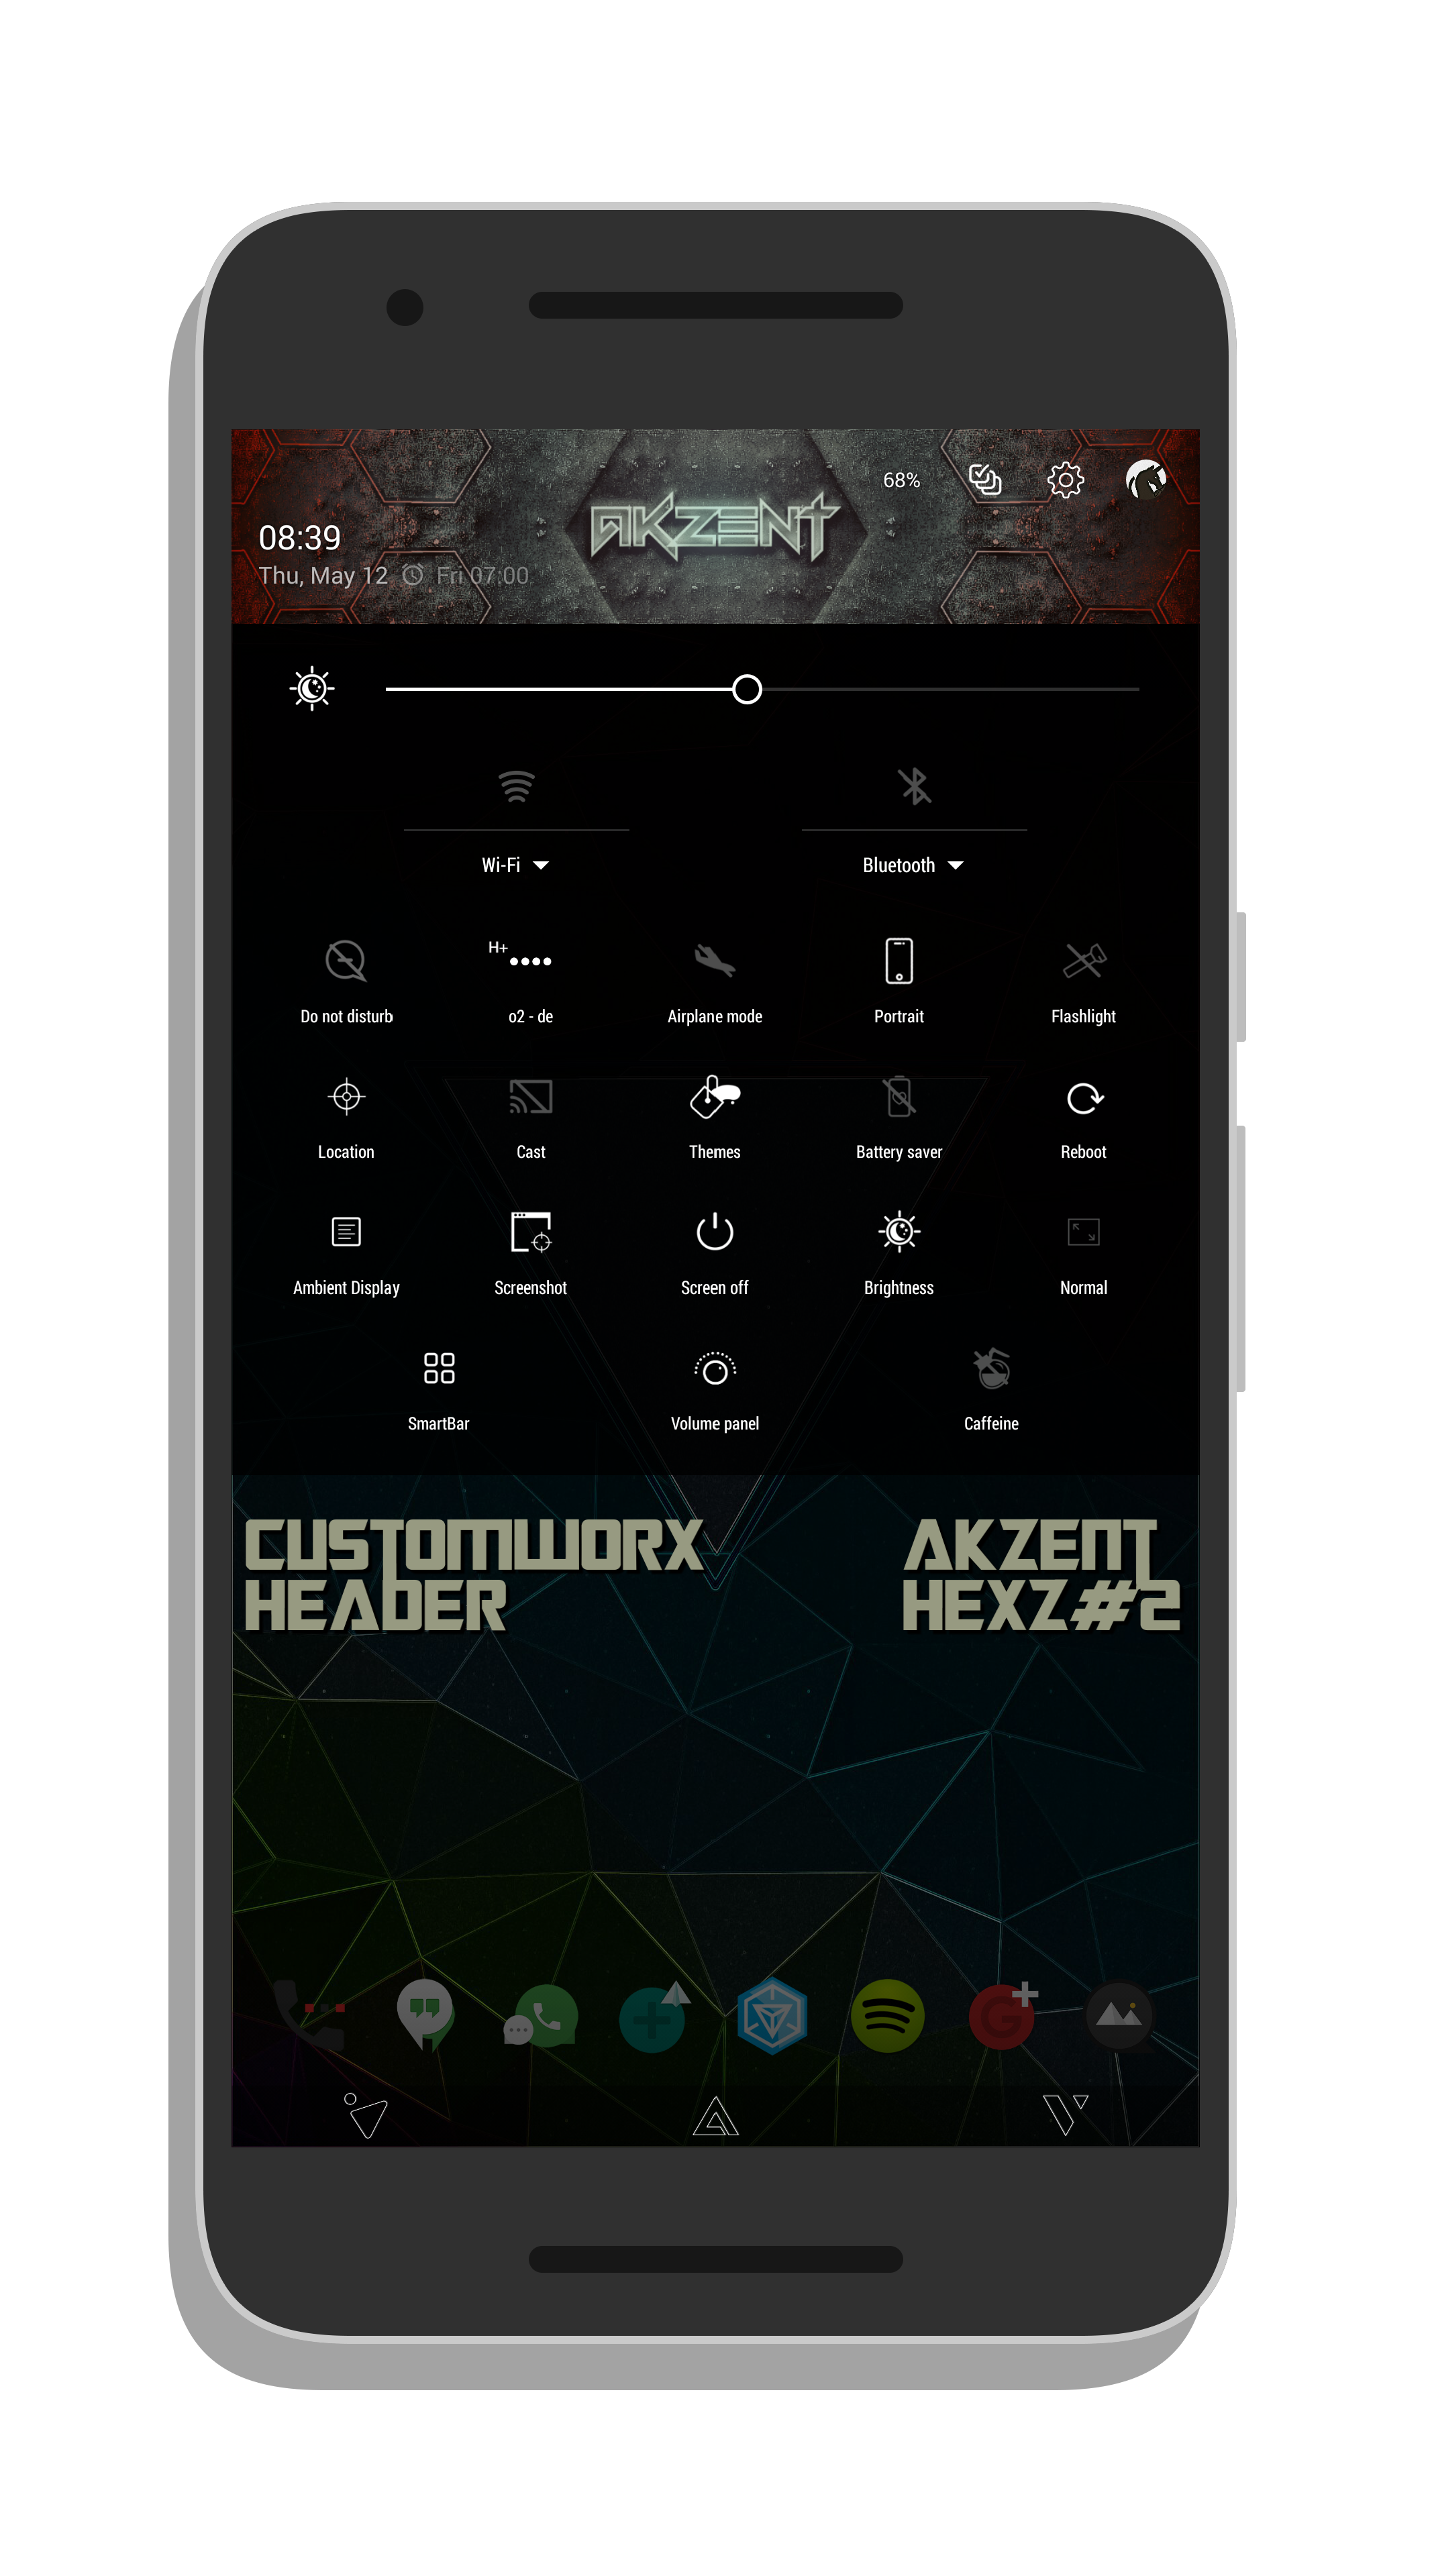 68%
AKZENT
08:39
Thu, May 12 Fri 07:00
Wi-Fi Bluetooth
H+
Do not disturb o2 - de Airplane mode Portrait Flashlight
Location Cast Themes Battery saver Reboot
Ambient Display Screenshot Screen off Brightness Normal
SmartBar Volume panel Caffeine
CUSTOMWORX
HEADER
AKZENT
HEXZ#2
G+